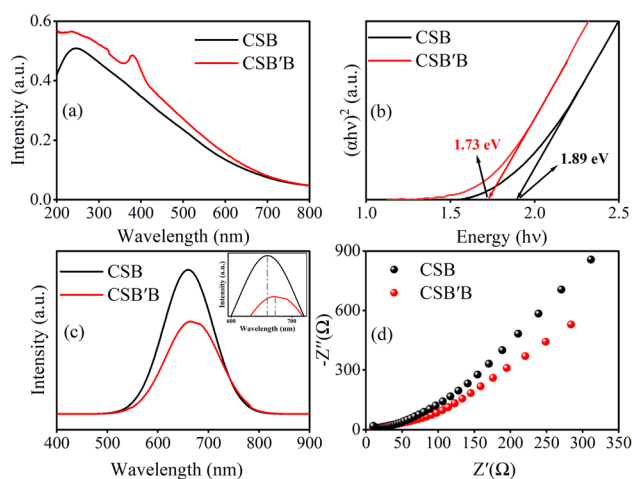 0.6
0.4
0.2
0.0
Intensity (a.u.)
CSB
CSB'B
(a)
200 300 400 500 600 700 800
Wavelength (nm)
(αhν)² (a.u.)
CSB
CSB'B
(b)
1.73 eV
1.89 eV
1.0 1.5 2.0 2.5
Energy (hν)
Intensity (a.u.)
CSB
CSB'B
(c)
Intensity (a.u.)
600 700
Wavelength (nm)
400 500 600 700 800 900
Wavelength (nm)
-900
-600
-300
0
-Z″(Ω)
CSB
CSB'B
(d)
0 50 100 150 200 250 300 350
Z′(Ω)